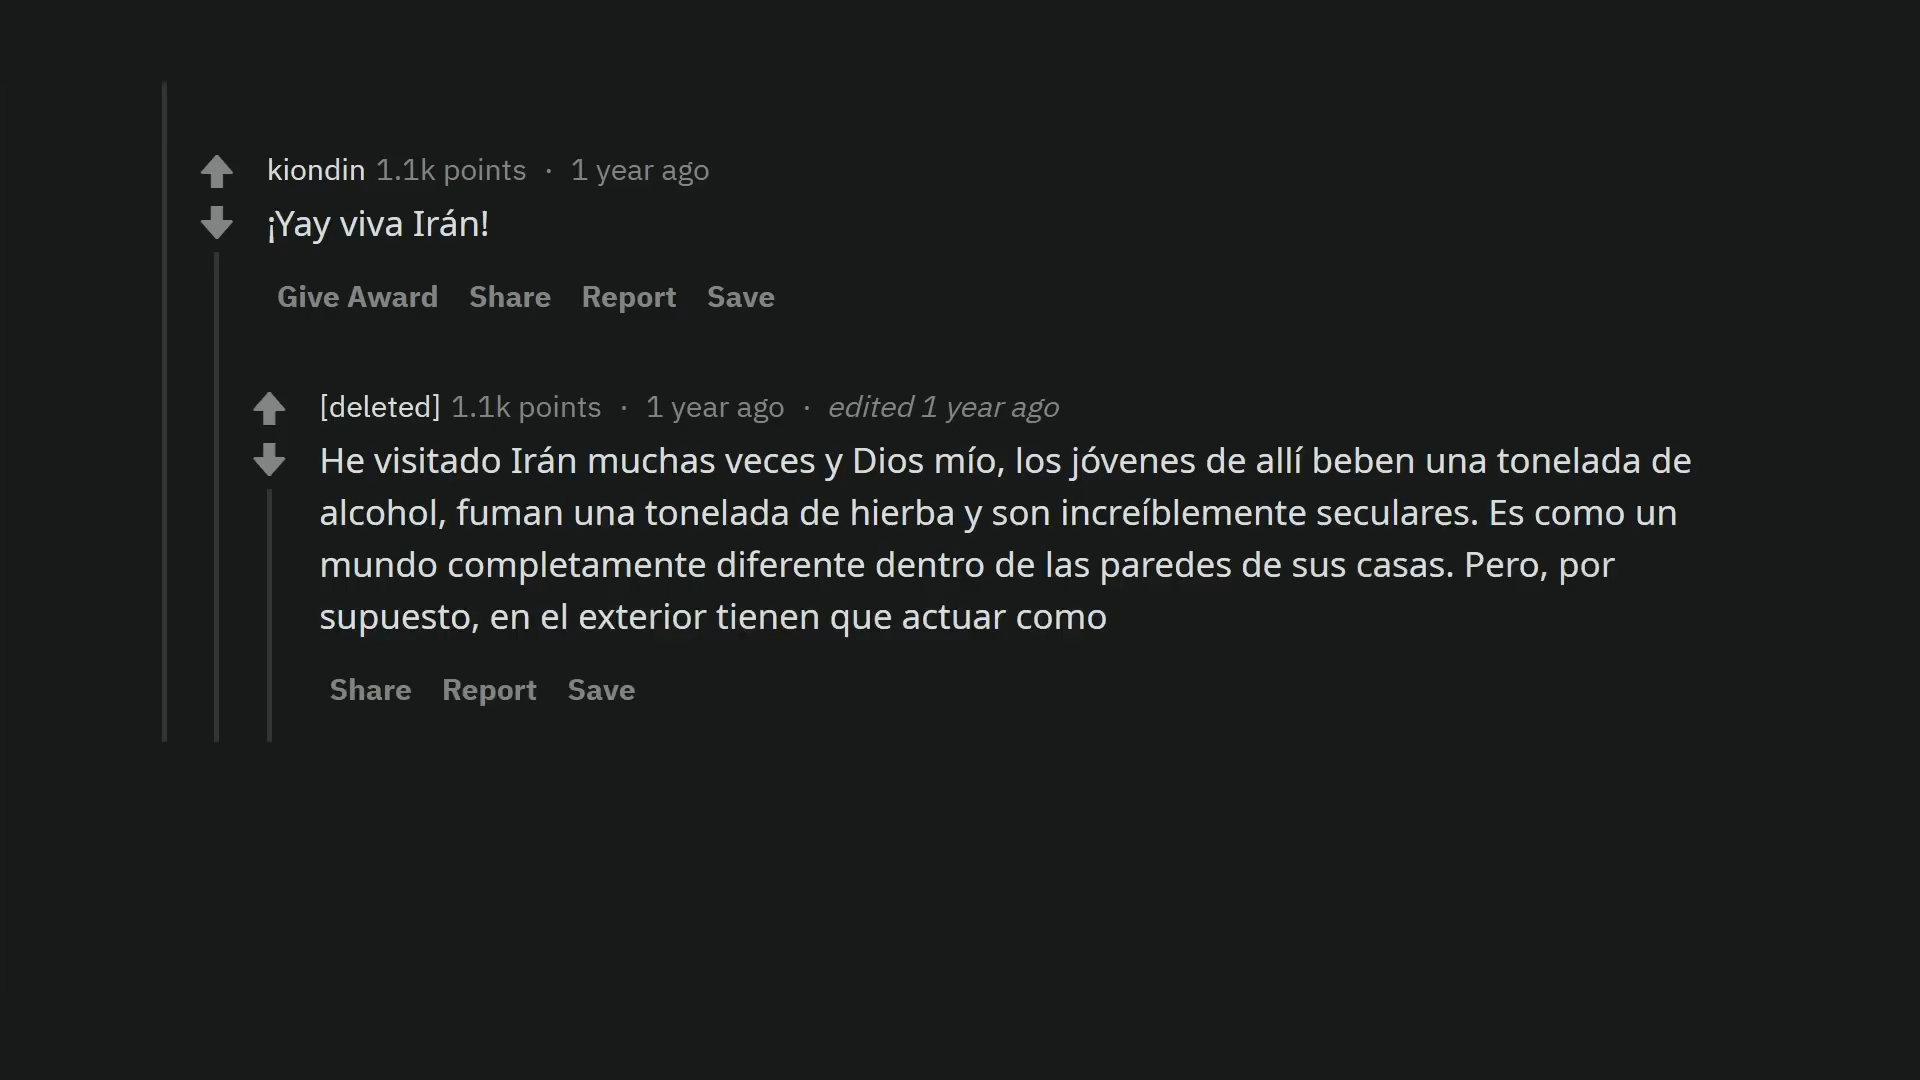 kiondin 1.1k points · 1 year ago
¡Yay viva Irán!
Give Award Share Report Save
[deleted] 1.1k points · 1 year ago · edited 1 year ago
He visitado Irán muchas veces y Dios mío, los jóvenes de allí beben una tonelada de
alcohol, fuman una tonelada de hierba y son increíblemente seculares. Es como un
mundo completamente diferente dentro de las paredes de sus casas. Pero, por
supuesto, en el exterior tienen que actuar como
Share Report Save